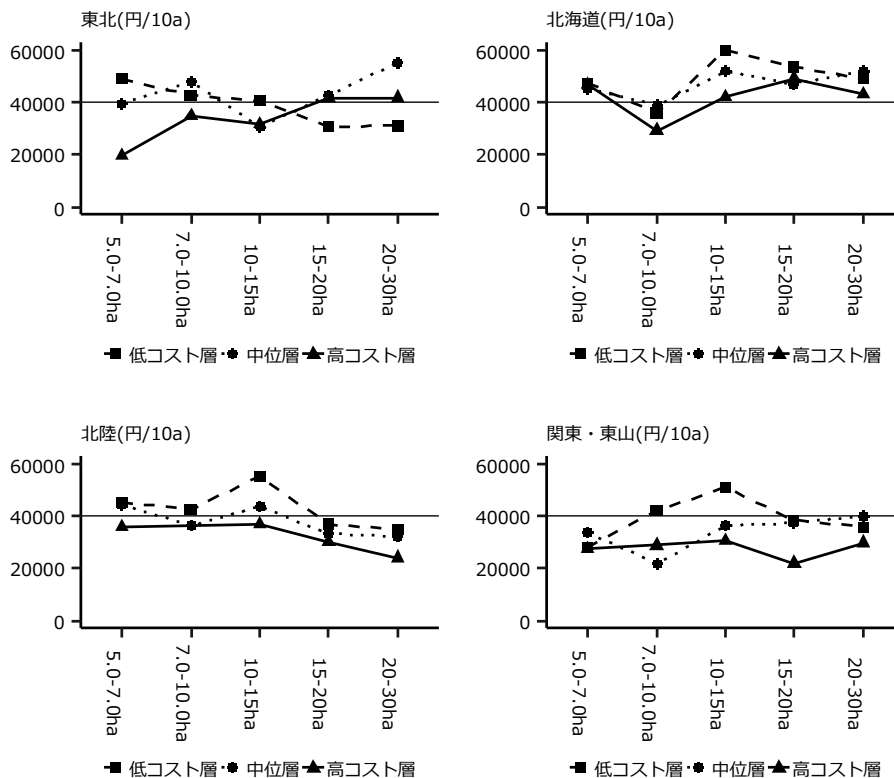 東北(円/10a)
60000
40000
20000
0
5.0-7.0ha
7.0-10.0ha
10-15ha
15-20ha
20-30ha
低コスト層 中位層 高コスト層
北海道(円/10a)
60000
40000
20000
0
5.0-7.0ha
7.0-10.0ha
10-15ha
15-20ha
20-30ha
低コスト層 中位層 高コスト層
北陸(円/10a)
60000
40000
20000
0
5.0-7.0ha
7.0-10.0ha
10-15ha
15-20ha
20-30ha
低コスト層 中位層 高コスト層
関東・東山(円/10a)
60000
40000
20000
0
5.0-7.0ha
7.0-10.0ha
10-15ha
15-20ha
20-30ha
低コスト層 中位層 高コスト層